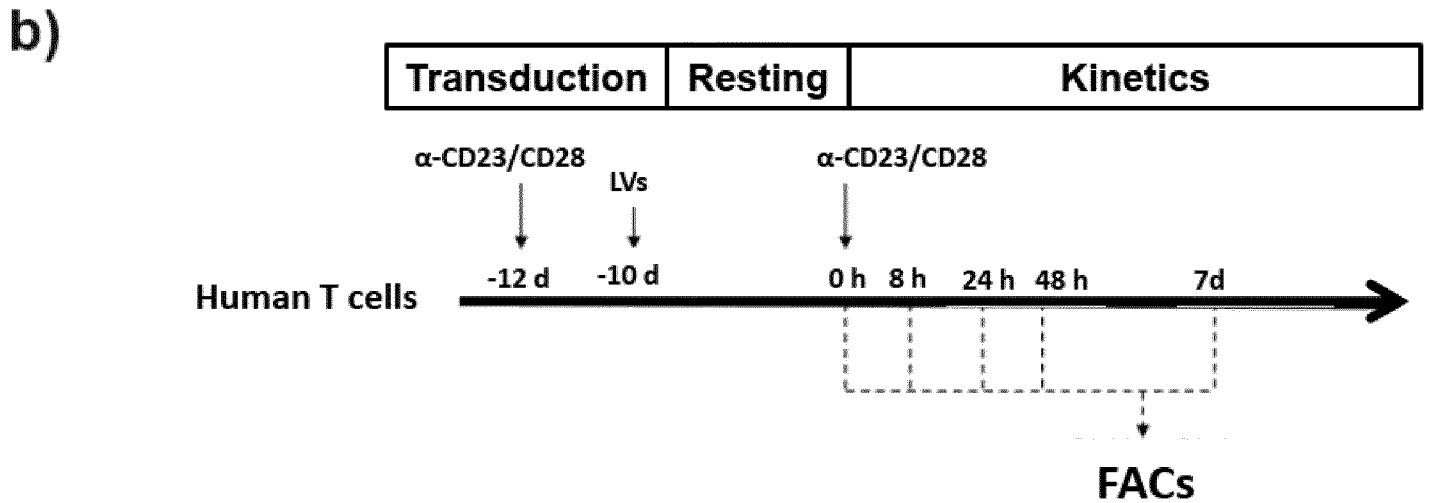 b)
Transduction Resting Kinetics
α-CD23/CD28 α-CD23/CD28
LVs
-12 d -10 d 0 h 8 h 24 h 48 h 7d
Human T cells
FACs